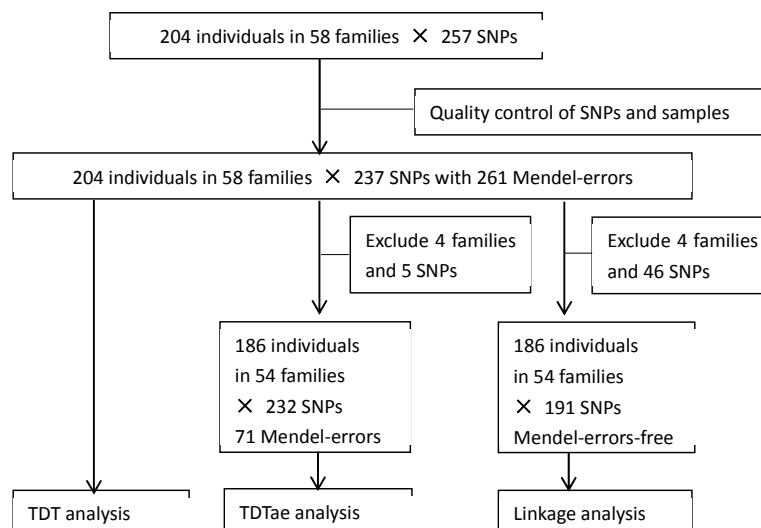 204 individuals in 58 families × 257 SNPs
Quality control of SNPs and samples
204 individuals in 58 families × 237 SNPs with 261 Mendel-errors
Exclude 4 families
and 5 SNPs
Exclude 4 families
and 46 SNPs
186 individuals
in 54 families
× 232 SNPs
71 Mendel-errors
186 individuals
in 54 families
× 191 SNPs
Mendel-errors-free
TDT analysis
TDTae analysis
Linkage analysis